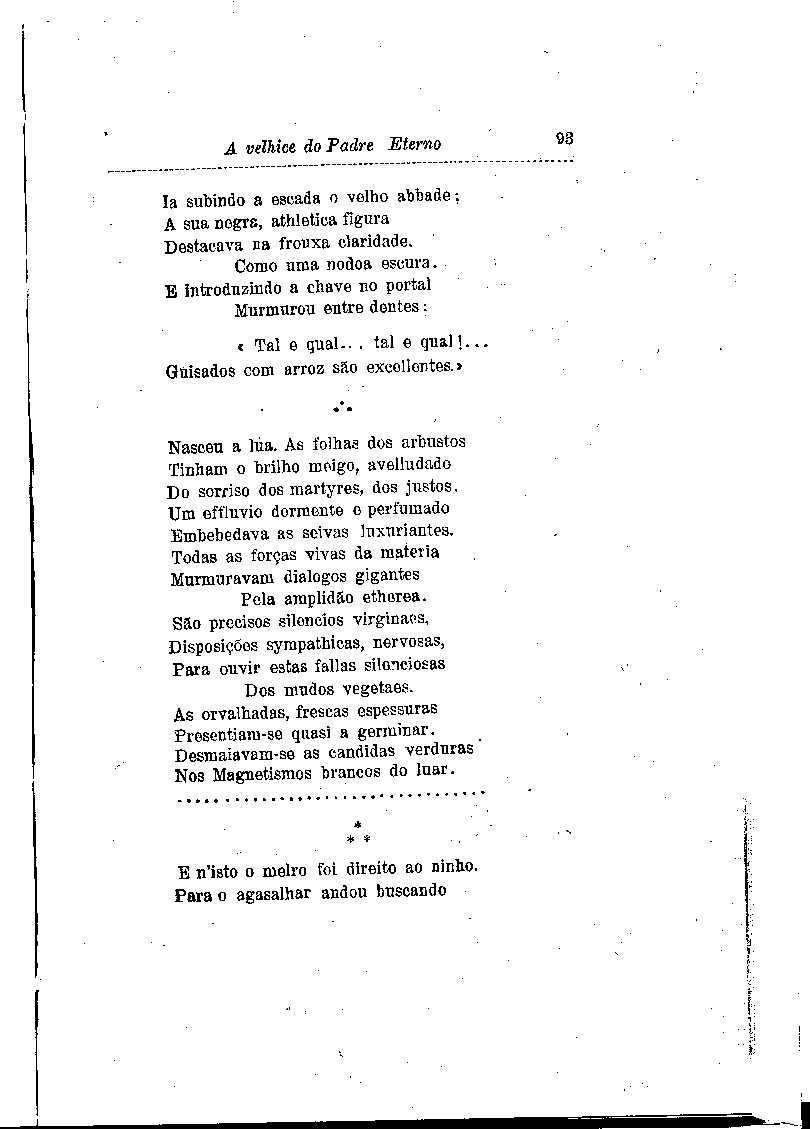 A velhice do Padre Eterno 93
Ia subindo a escada o velho abbade;
A sua negra, athletica figura
Destacava na frouxa claridade.
Como uma nodoa escura.
E introduzindo a chave no portal
Murmurou entre dentes:
« Tal e qual... tal e qual!...
Guisados com arroz são excellentes.»
Nasceu a lúa. As folhas dos arbustos
Tinham o brilho meigo, avelludado
Do sorriso dos martyres, dos justos.
Um effluvio dormente e perfumado
Embebedava as seivas luxuriantes.
Todas as forças vivas da materia
Murmuravam dialogos gigantes
Pela amplidão etherea.
São precisos silencios virginaes,
Disposições sympathicas, nervosas,
Para ouvir estas fallas silenciosas
Dos mudos vegetaes.
As orvalhadas, frescas espessuras
Presentiam-se quasi a germinar.
Desmaiavam-se as candidas verduras
Nos Magnetismos brancos do luar.
.................................
*
* *
E n'isto o melro foi direito ao ninho.
Para o agasalhar andou buscando